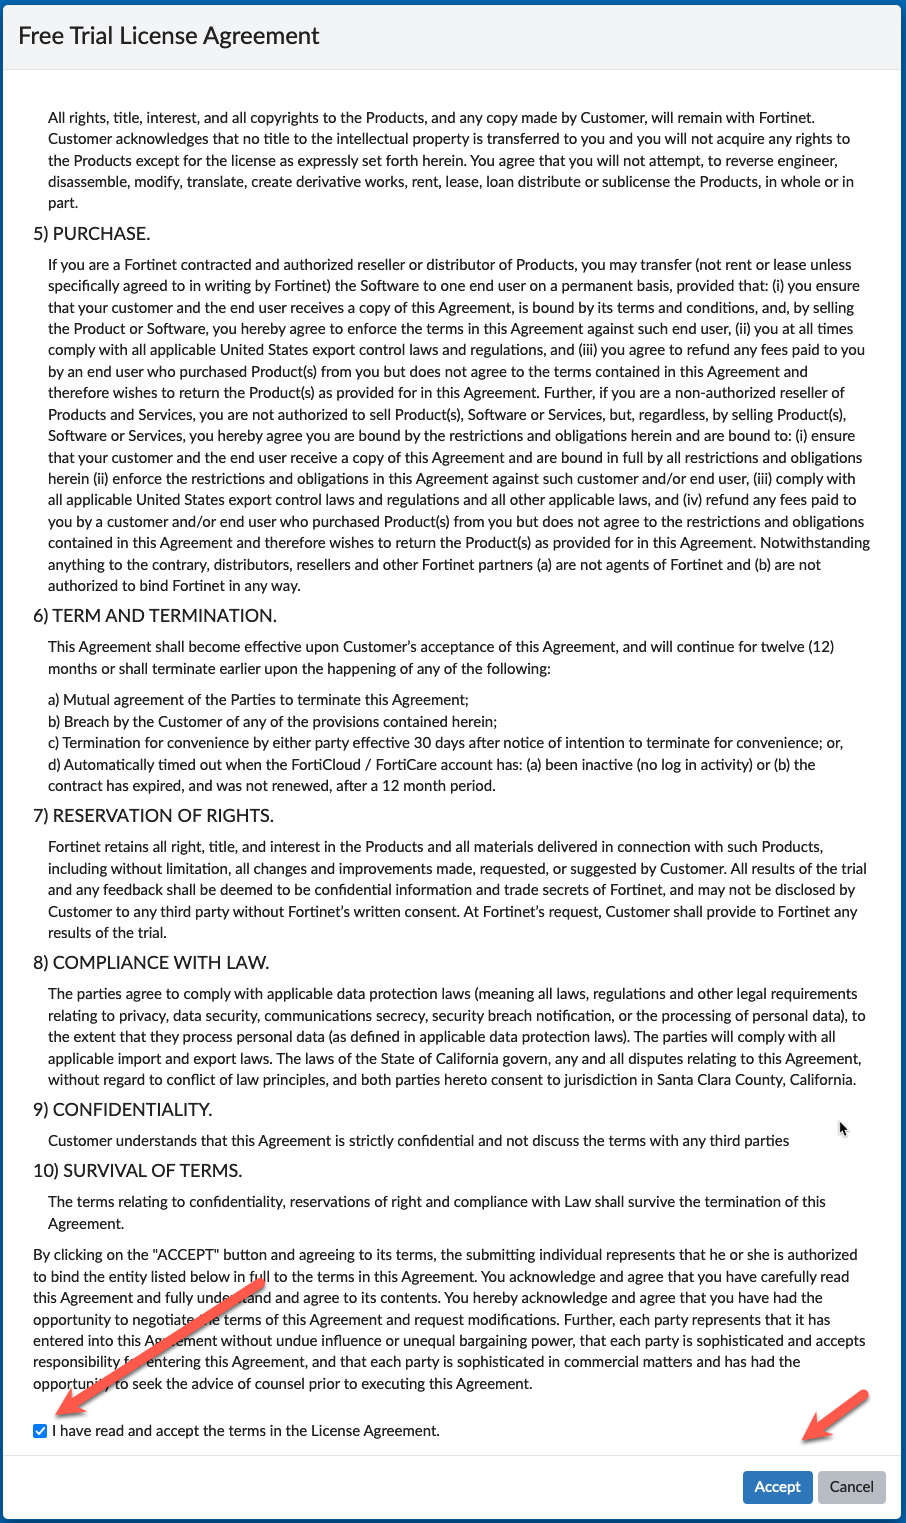 Free Trial License Agreement
All rights, title, interest, and all copyrights to the Products, and any copy made by Customer, will remain with Fortinet.
Customer acknowledges that no title to the intellectual property is transferred to you and you will not acquire any rights to
the Products except for the license as expressly set forth herein. You agree that you will not attempt, to reverse engineer,
disassemble, modify, translate, create derivative works, rent, lease, loan distribute or sublicense the Products, in whole or in
part.
5) PURCHASE.
If you are a Fortinet contracted and authorized reseller or distributor of Products, you may transfer (not rent or lease unless
specifically agreed to in writing by Fortinet) the Software to one end user on a permanent basis, provided that: (i) you ensure
that your customer and the end user receives a copy of this Agreement, is bound by its terms and conditions, and, by selling
the Product or Software, you hereby agree to enforce the terms in this Agreement against such end user, (ii) you at all times
comply with all applicable United States export control laws and regulations, and (iii) you agree to refund any fees paid to you
by an end user who purchased Product(s) from you but does not agree to the terms contained in this Agreement and
therefore wishes to return the Product(s) as provided for in this Agreement. Further, if you are a non-authorized reseller of
Products and Services, you are not authorized to sell Product(s), Software or Services, but, regardless, by selling Product(s),
Software or Services, you hereby agree you are bound by the restrictions and obligations herein and are bound to: (i) ensure
that your customer and the end user receive a copy of this Agreement and are bound in full by all restrictions and obligations
herein (ii) enforce the restrictions and obligations in this Agreement against such customer and/or end user, (iii) comply with
all applicable United States export control laws and regulations and all other applicable laws, and (iv) refund any fees paid to
you by a customer and/or end user who purchased Product(s) from you but does not agree to the restrictions and obligations
contained in this Agreement and therefore wishes to return the Product(s) as provided for in this Agreement. Notwithstanding
anything to the contrary, distributors, resellers and other Fortinet partners (a) are not agents of Fortinet and (b) are not
authorized to bind Fortinet in any way.
6) TERM AND TERMINATION.
This Agreement shall become effective upon Customer’s acceptance of this Agreement, and will continue for twelve (12)
months or shall terminate earlier upon the happening of any of the following:
a) Mutual agreement of the Parties to terminate this Agreement;
b) Breach by the Customer of any of the provisions contained herein;
c) Termination for convenience by either party effective 30 days after notice of intention to terminate for convenience; or,
d) Automatically timed out when the FortiCloud / FortiCare account has: (a) been inactive (no log in activity) or (b) the
contract has expired, and was not renewed, after a 12 month period.
7) RESERVATION OF RIGHTS.
Fortinet retains all right, title, and interest in the Products and all materials delivered in connection with such Products,
including without limitation, all changes and improvements made, requested, or suggested by Customer. All results of the trial
and any feedback shall be deemed to be confidential information and trade secrets of Fortinet, and may not be disclosed by
Customer to any third party without Fortinet’s written consent. At Fortinet’s request, Customer shall provide to Fortinet any
results of the trial.
8) COMPLIANCE WITH LAW.
The parties agree to comply with applicable data protection laws (meaning all laws, regulations and other legal requirements
relating to privacy, data security, communications secrecy, security breach notification, or the processing of personal data), to
the extent that they process personal data (as defined in applicable data protection laws). The parties will comply with all
applicable import and export laws. The laws of the State of California govern, any and all disputes relating to this Agreement,
without regard to conflict of law principles, and both parties hereto consent to jurisdiction in Santa Clara County, California.
9) CONFIDENTIALITY.
Customer understands that this Agreement is strictly confidential and not discuss the terms with any third parties
10) SURVIVAL OF TERMS.
The terms relating to confidentiality, reservations of right and compliance with Law shall survive the termination of this
Agreement.
By clicking on the "ACCEPT" button and agreeing to its terms, the submitting individual represents that he or she is authorized
to bind the entity listed below in full to the terms in this Agreement. You acknowledge and agree that you have carefully read
this Agreement and fully understand and agree to its contents. You hereby acknowledge and agree that you have had the
opportunity to negotiate the terms of this Agreement and request modifications. Further, each party represents that it has
entered into this Agreement without undue influence or unequal bargaining power, that each party is sophisticated and accepts
responsibility for entering this Agreement, and that each party is sophisticated in commercial matters and has had the
opportunity to seek the advice of counsel prior to executing this Agreement.
I have read and accept the terms in the License Agreement.
Accept Cancel